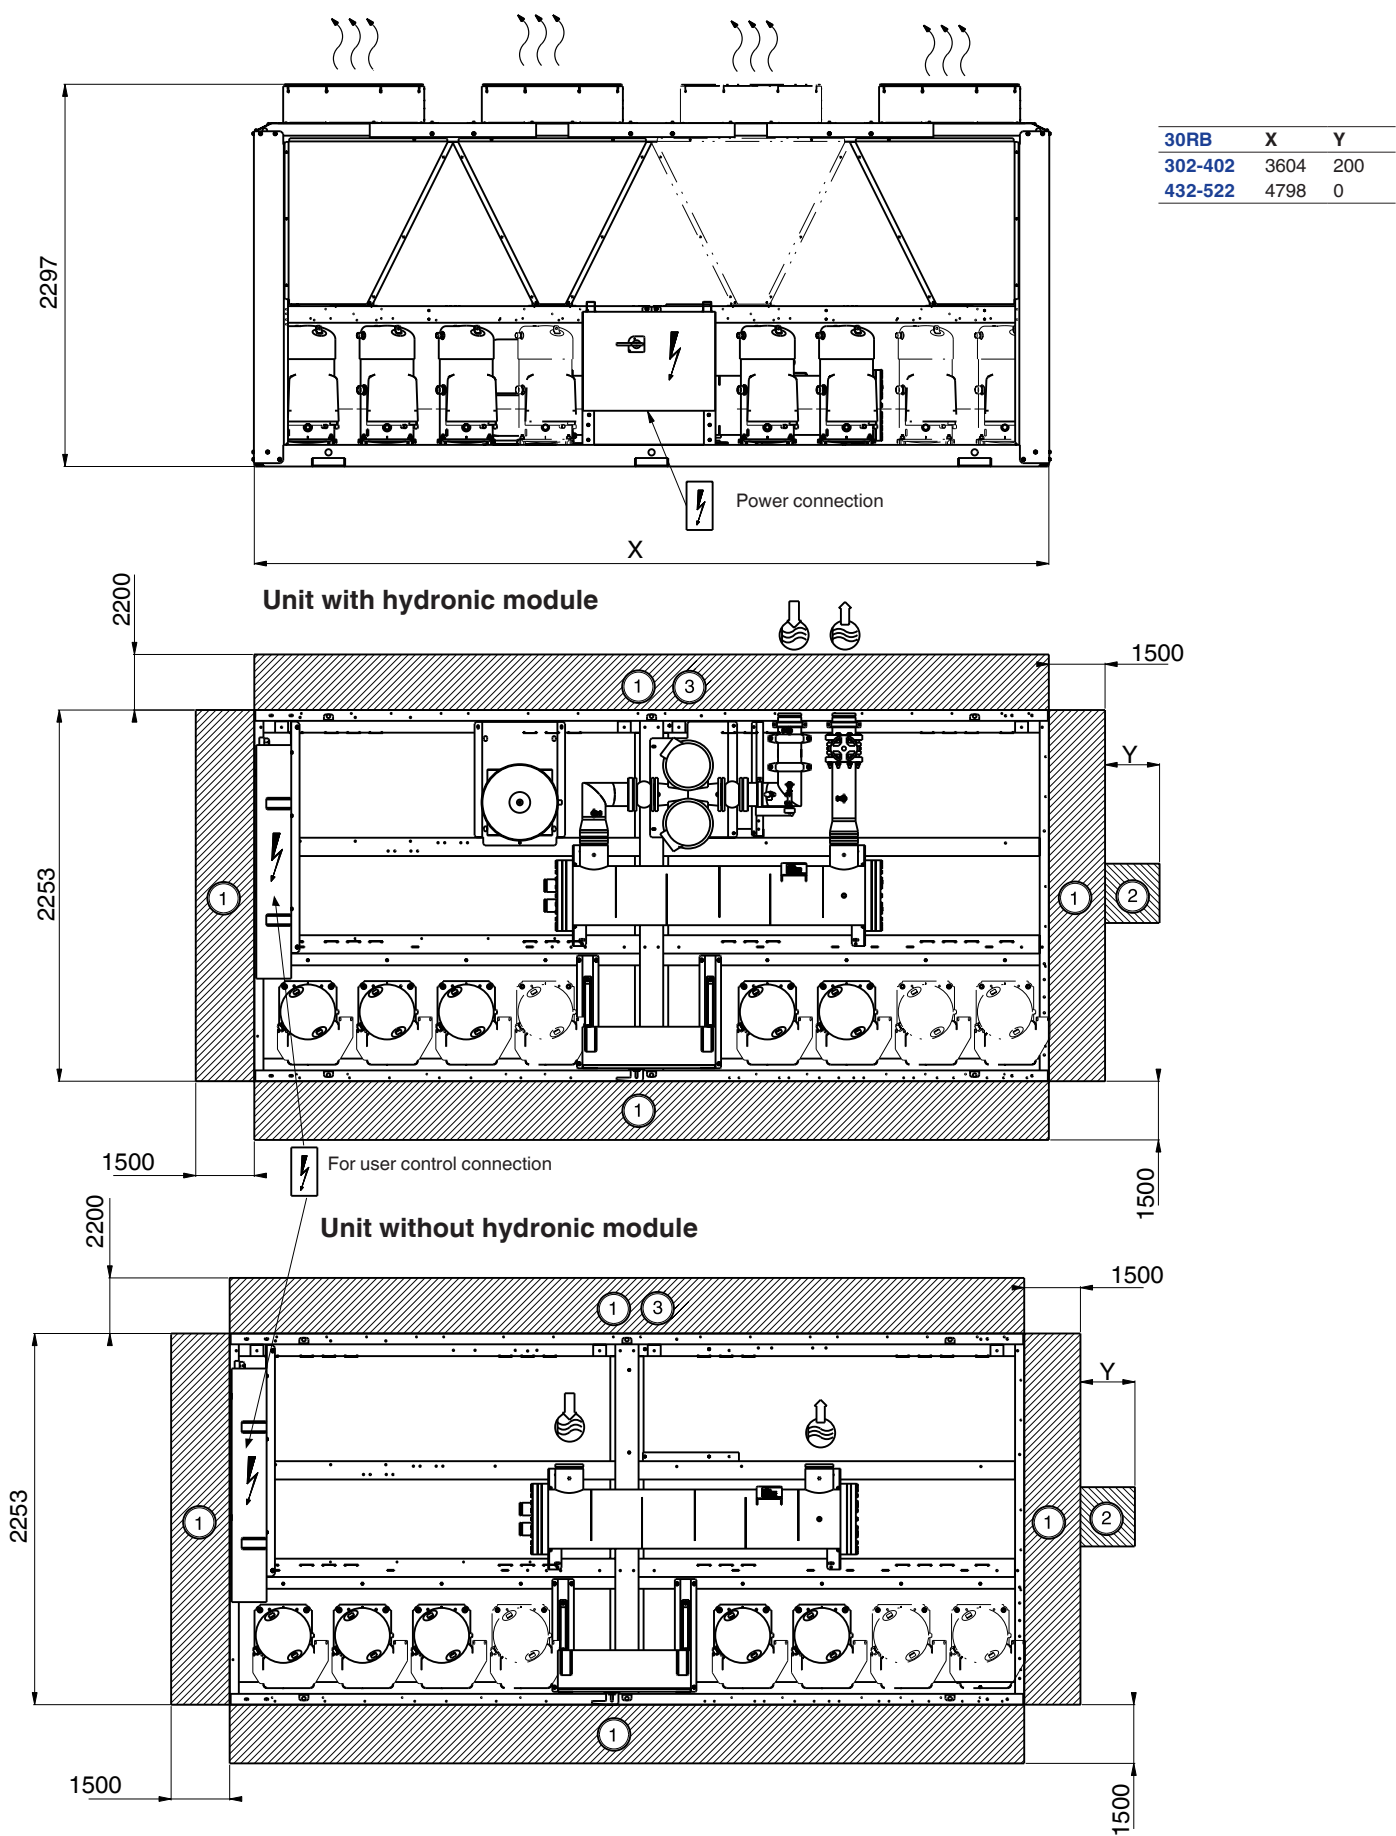 30RB X Y
302-402 3604 200
432-522 4798 0
2297
Power connection
X
2200
Unit with hydronic module
1500
1 3
Y
2253
1
1
2
1
1500
For user control connection
1500
2200
Unit without hydronic module
1500
1 3
Y
2253
1
1
2
1
1500
1500